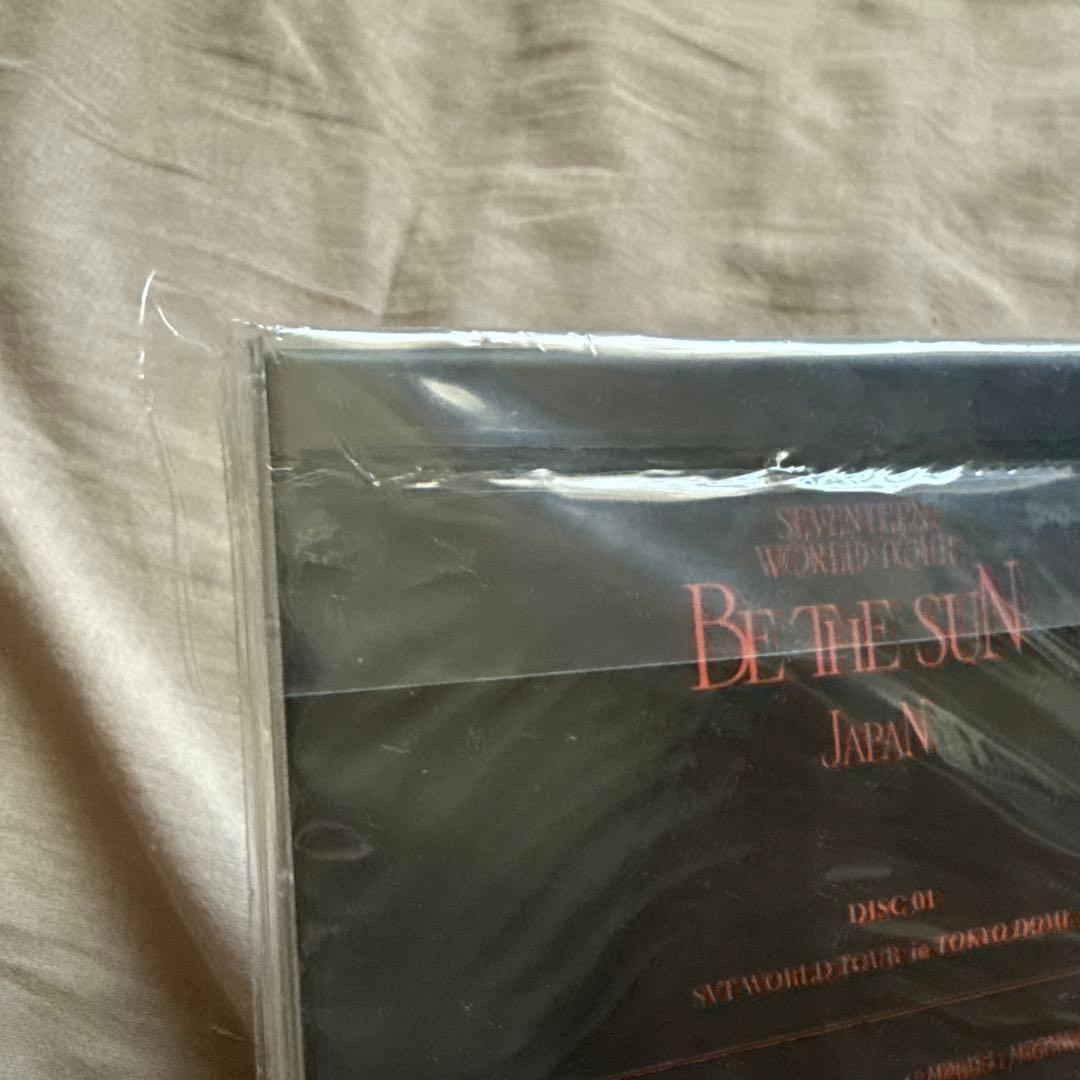 SEVENTEEN
WORLD TOUR
BE THE SUN
JAPAN
DISC 01
SVT WORLD TOUR in TOKYO DOME